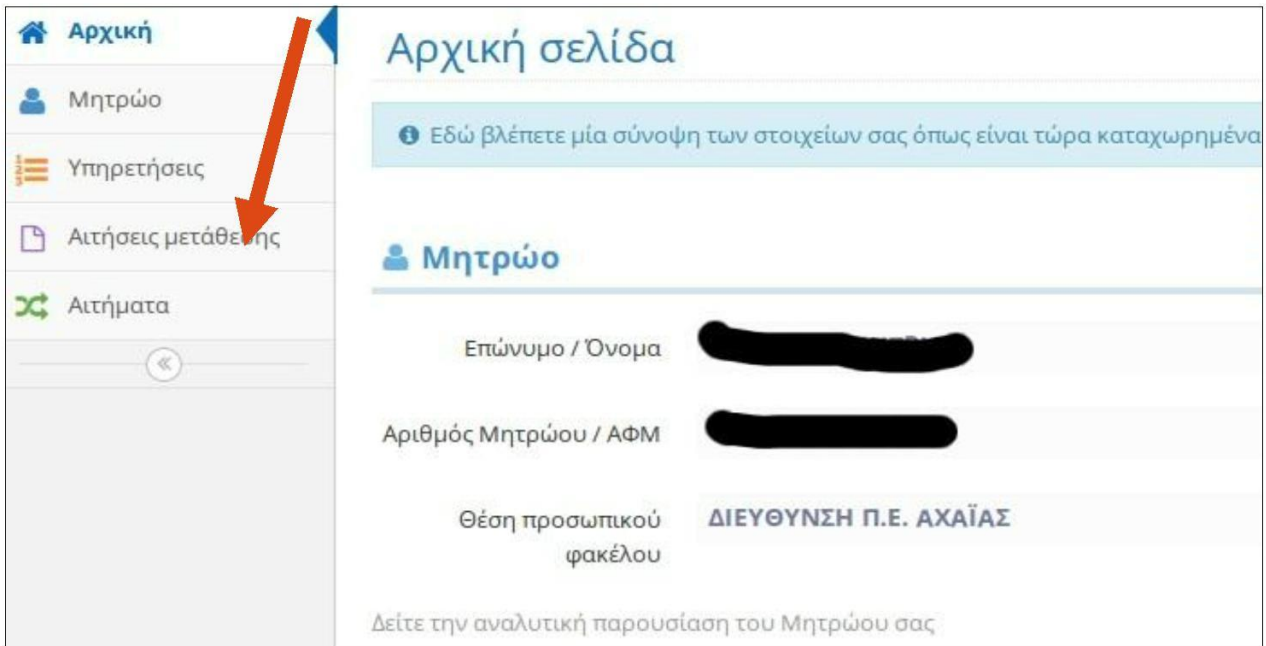 Αρχική
Μητρώο
Υπηρετήσεις
Αιτήσεις μετάθεσης
Αιτήματα
Αρχική σελίδα
Εδώ βλέπετε μία σύνοψη των στοιχείων σας όπως είναι τώρα καταχωρημένα
Μητρώο
Επώνυμο / Όνομα
Αριθμός Μητρώου / ΑΦΜ
Θέση προσωπικού
φακέλου
ΔΙΕΥΘΥΝΣΗ Π.Ε. ΑΧΑΪΑΣ
Δείτε την αναλυτική παρουσίαση του Μητρώου σας